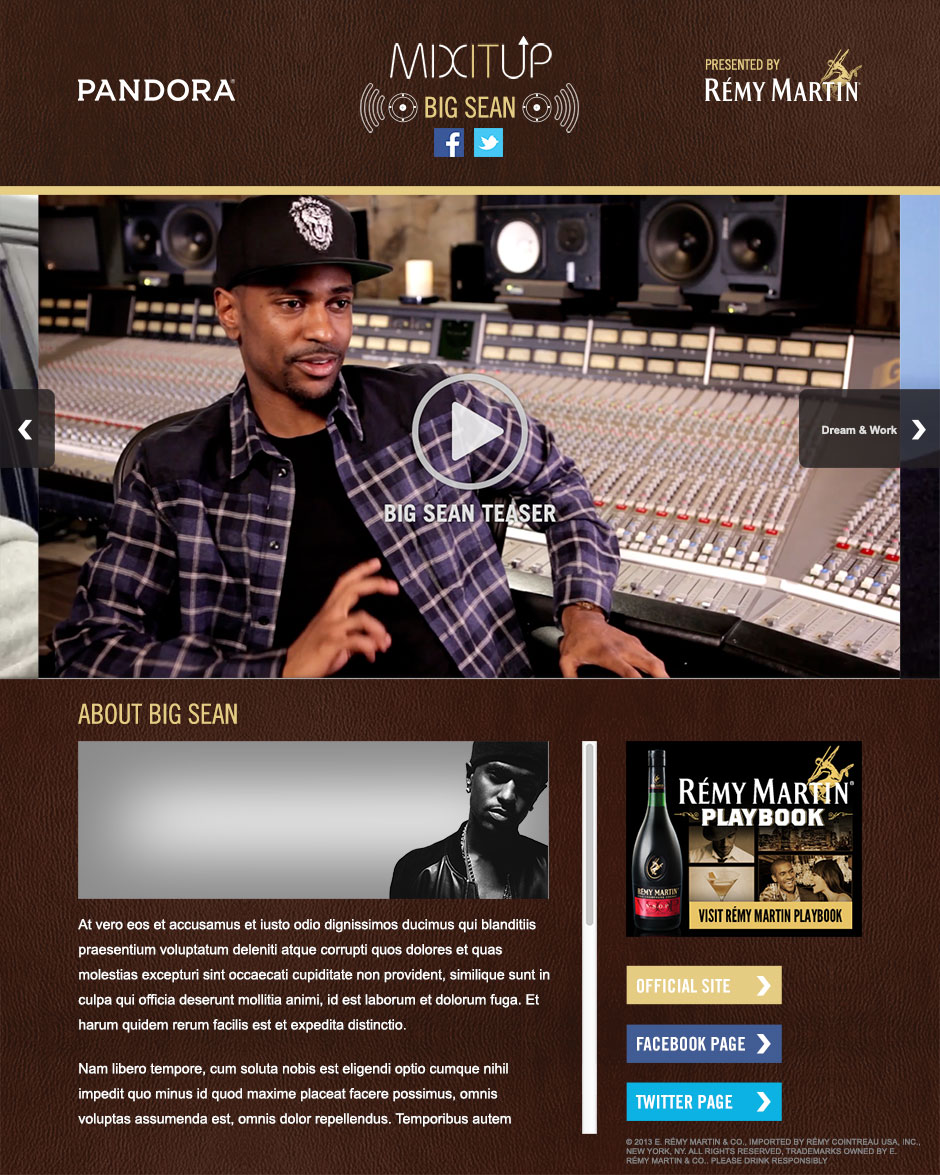 PANDORA
MIXITUP
BIG SEAN
PRESENTED BY
RÉMY MARTIN
Dream & Work
BIG SEAN TEASER
ABOUT BIG SEAN
At vero eos et accusamus et iusto odio dignissimos ducimus qui blanditiis
praesentium voluptatum deleniti atque corrupti quos dolores et quas
molestias excepturi sint occaecati cupiditate non provident, similique sunt in
culpa qui officia deserunt mollitia animi, id est laborum et dolorum fuga. Et
harum quidem rerum facilis est et expedita distinctio.
Nam libero tempore, cum soluta nobis est eligendi optio cumque nihil
impedit quo minus id quod maxime placeat facere possimus, omnis
voluptas assumenda est, omnis dolor repellendus. Temporibus autem
RÉMY MARTIN
PLAYBOOK
RÉMY MARTIN
V.S.O.P
VISIT RÉMY MARTIN PLAYBOOK
OFFICIAL SITE
FACEBOOK PAGE
TWITTER PAGE
© 2013 E. RÉMY MARTIN & CO., IMPORTED BY RÉMY COINTREAU USA, INC.,
NEW YORK, NY. ALL RIGHTS RESERVED, TRADEMARKS OWNED BY E.
RÉMY MARTIN & CO.. PLEASE DRINK RESPONSIBLY